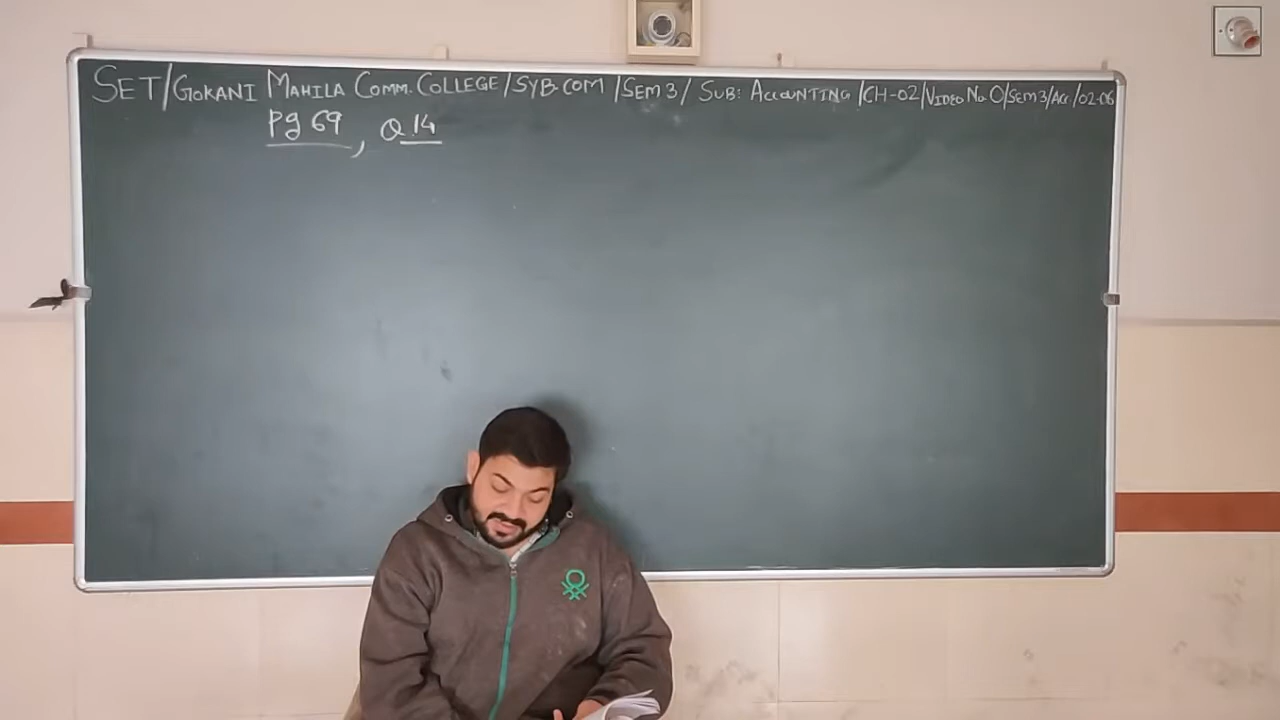 SET/GOKANI MAHILA COMM. COLLEGE/SYB.COM /SEM 3/ SUB: ACCOUNTING /CH-02/VIDEO No. 0/SEM3/Acc/02-06
Pg 69, Q 14